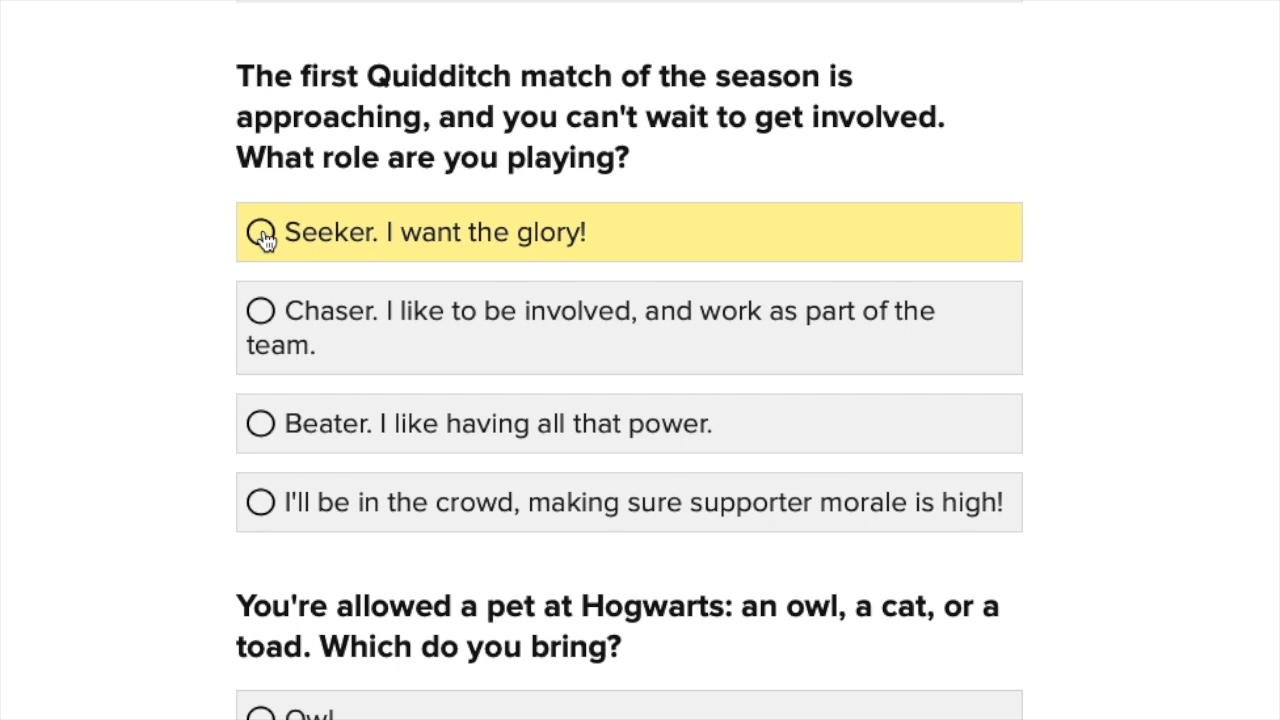 The first Quidditch match of the season is
approaching, and you can't wait to get involved.
What role are you playing?
Seeker. I want the glory!
Chaser. I like to be involved, and work as part of the
team.
Beater. I like having all that power.
I'll be in the crowd, making sure supporter morale is high!
You're allowed a pet at Hogwarts: an owl, a cat, or a
toad. Which do you bring?
Owl